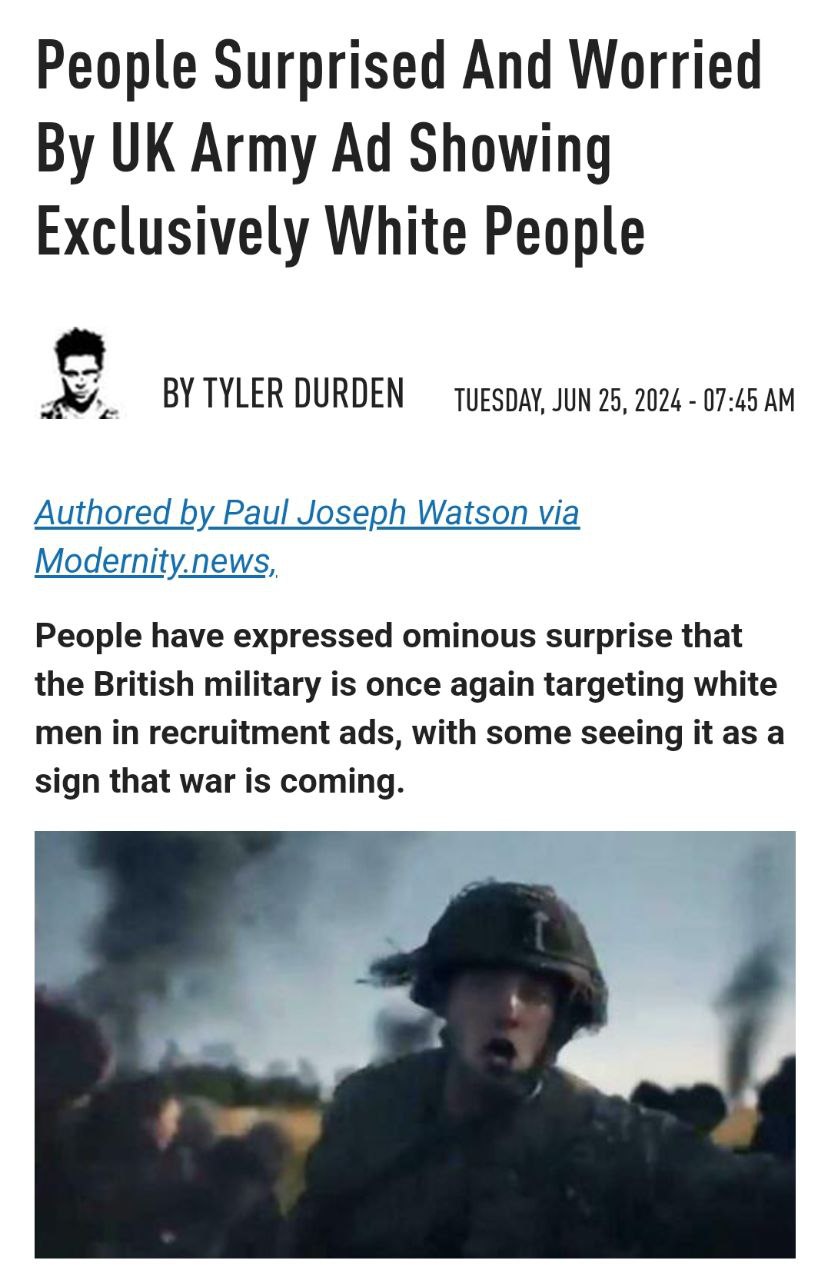 People Surprised And Worried
By UK Army Ad Showing
Exclusively White People
BY TYLER DURDEN
TUESDAY, JUN 25, 2024 - 07:45 AM
Authored by Paul Joseph Watson via
Modernity.news,
People have expressed ominous surprise that
the British military is once again targeting white
men in recruitment ads, with some seeing it as a
sign that war is coming.